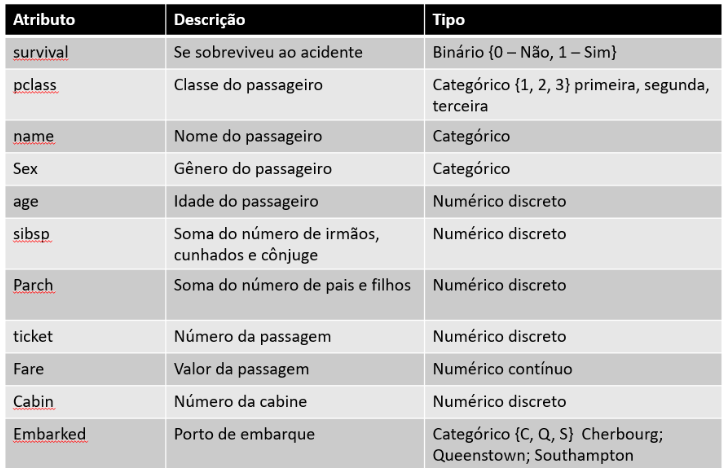 Atributo Descrição Tipo
survival Se sobreviveu ao acidente Binário {0 – Não, 1 – Sim}
pclass Classe do passageiro Categórico {1, 2, 3} primeira, segunda,
terceira
name Nome do passageiro Categórico
Sex Gênero do passageiro Categórico
age Idade do passageiro Numérico discreto
sibsp Soma do número de irmãos, Numérico discreto
cunhados e cônjuge
Parch Soma do número de pais e filhos Numérico discreto
ticket Número da passagem Numérico discreto
Fare Valor da passagem Numérico contínuo
Cabin Número da cabine Numérico discreto
Embarked Porto de embarque Categórico {C, Q, S} Cherbourg;
Queenstown; Southampton